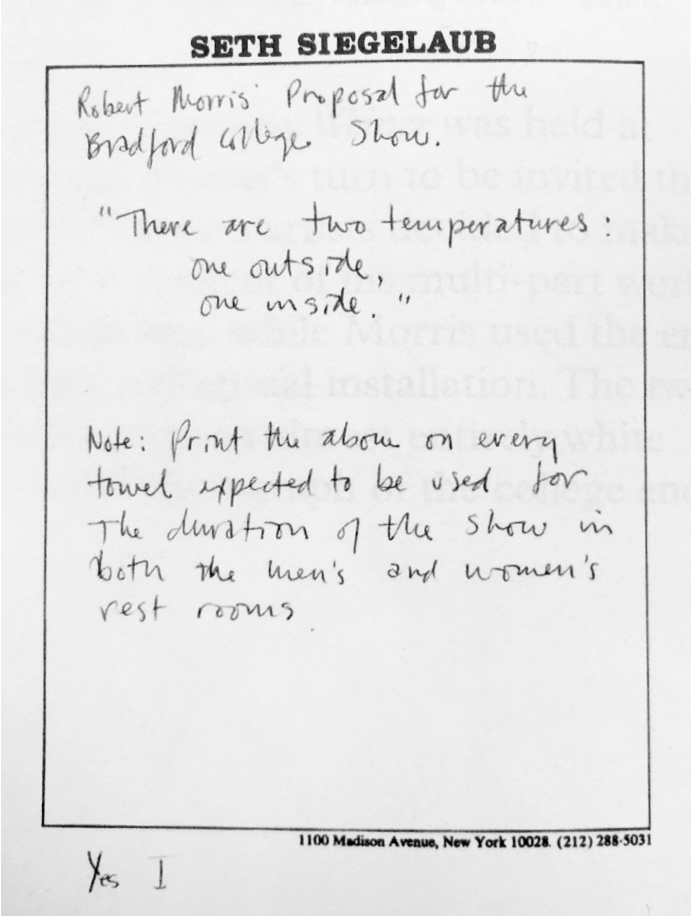 SETH SIEGELAUB
Robert Morris' Proposal for the
Bradford College Show.
"There are two temperatures:
one outside,
one inside."
Note: Print the above on every
towel expected to be used for
The duration of the show in
both the men's and women's
rest rooms
1100 Madison Avenue, New York 10028. (212) 288-5031
Yes I